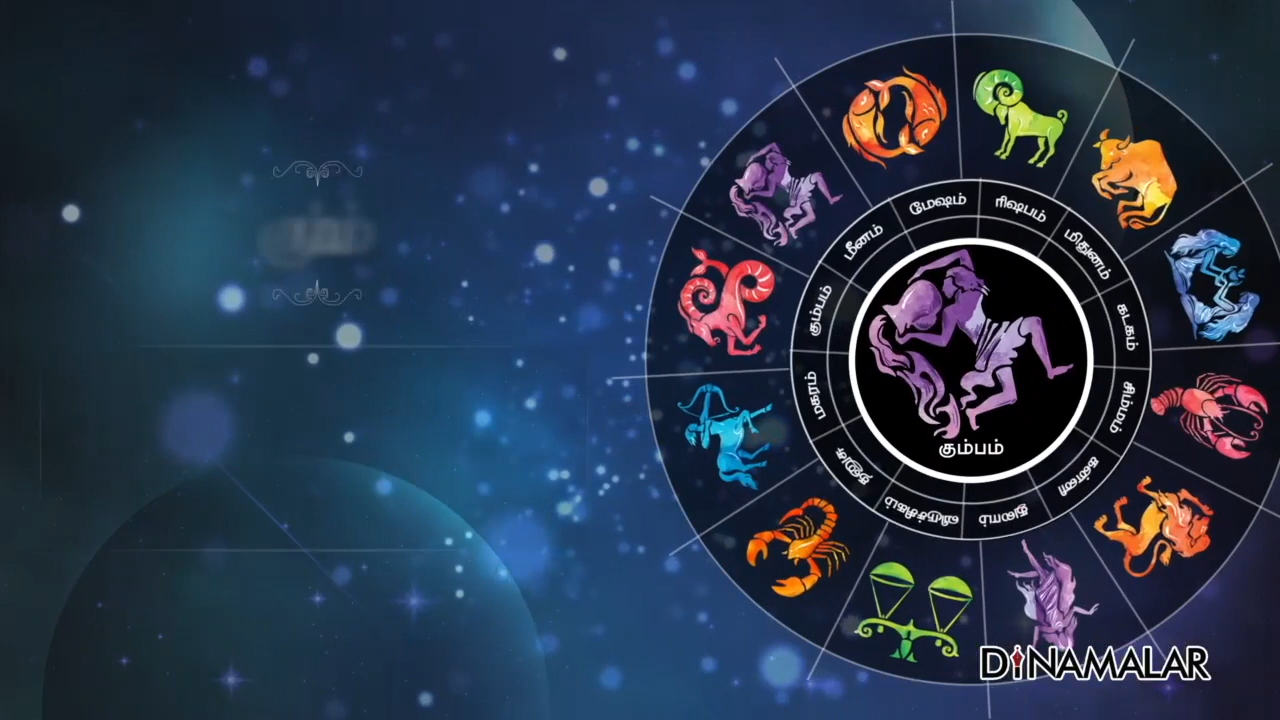 மேஷம்
ரிஷபம்
மிதுனம்
கடகம்
சிம்மம்
கன்னி
துலாம்
விருச்சிகம்
தனுசு
மகரம்
கும்பம்
மீனம்
கும்பம்
DINAMALAR